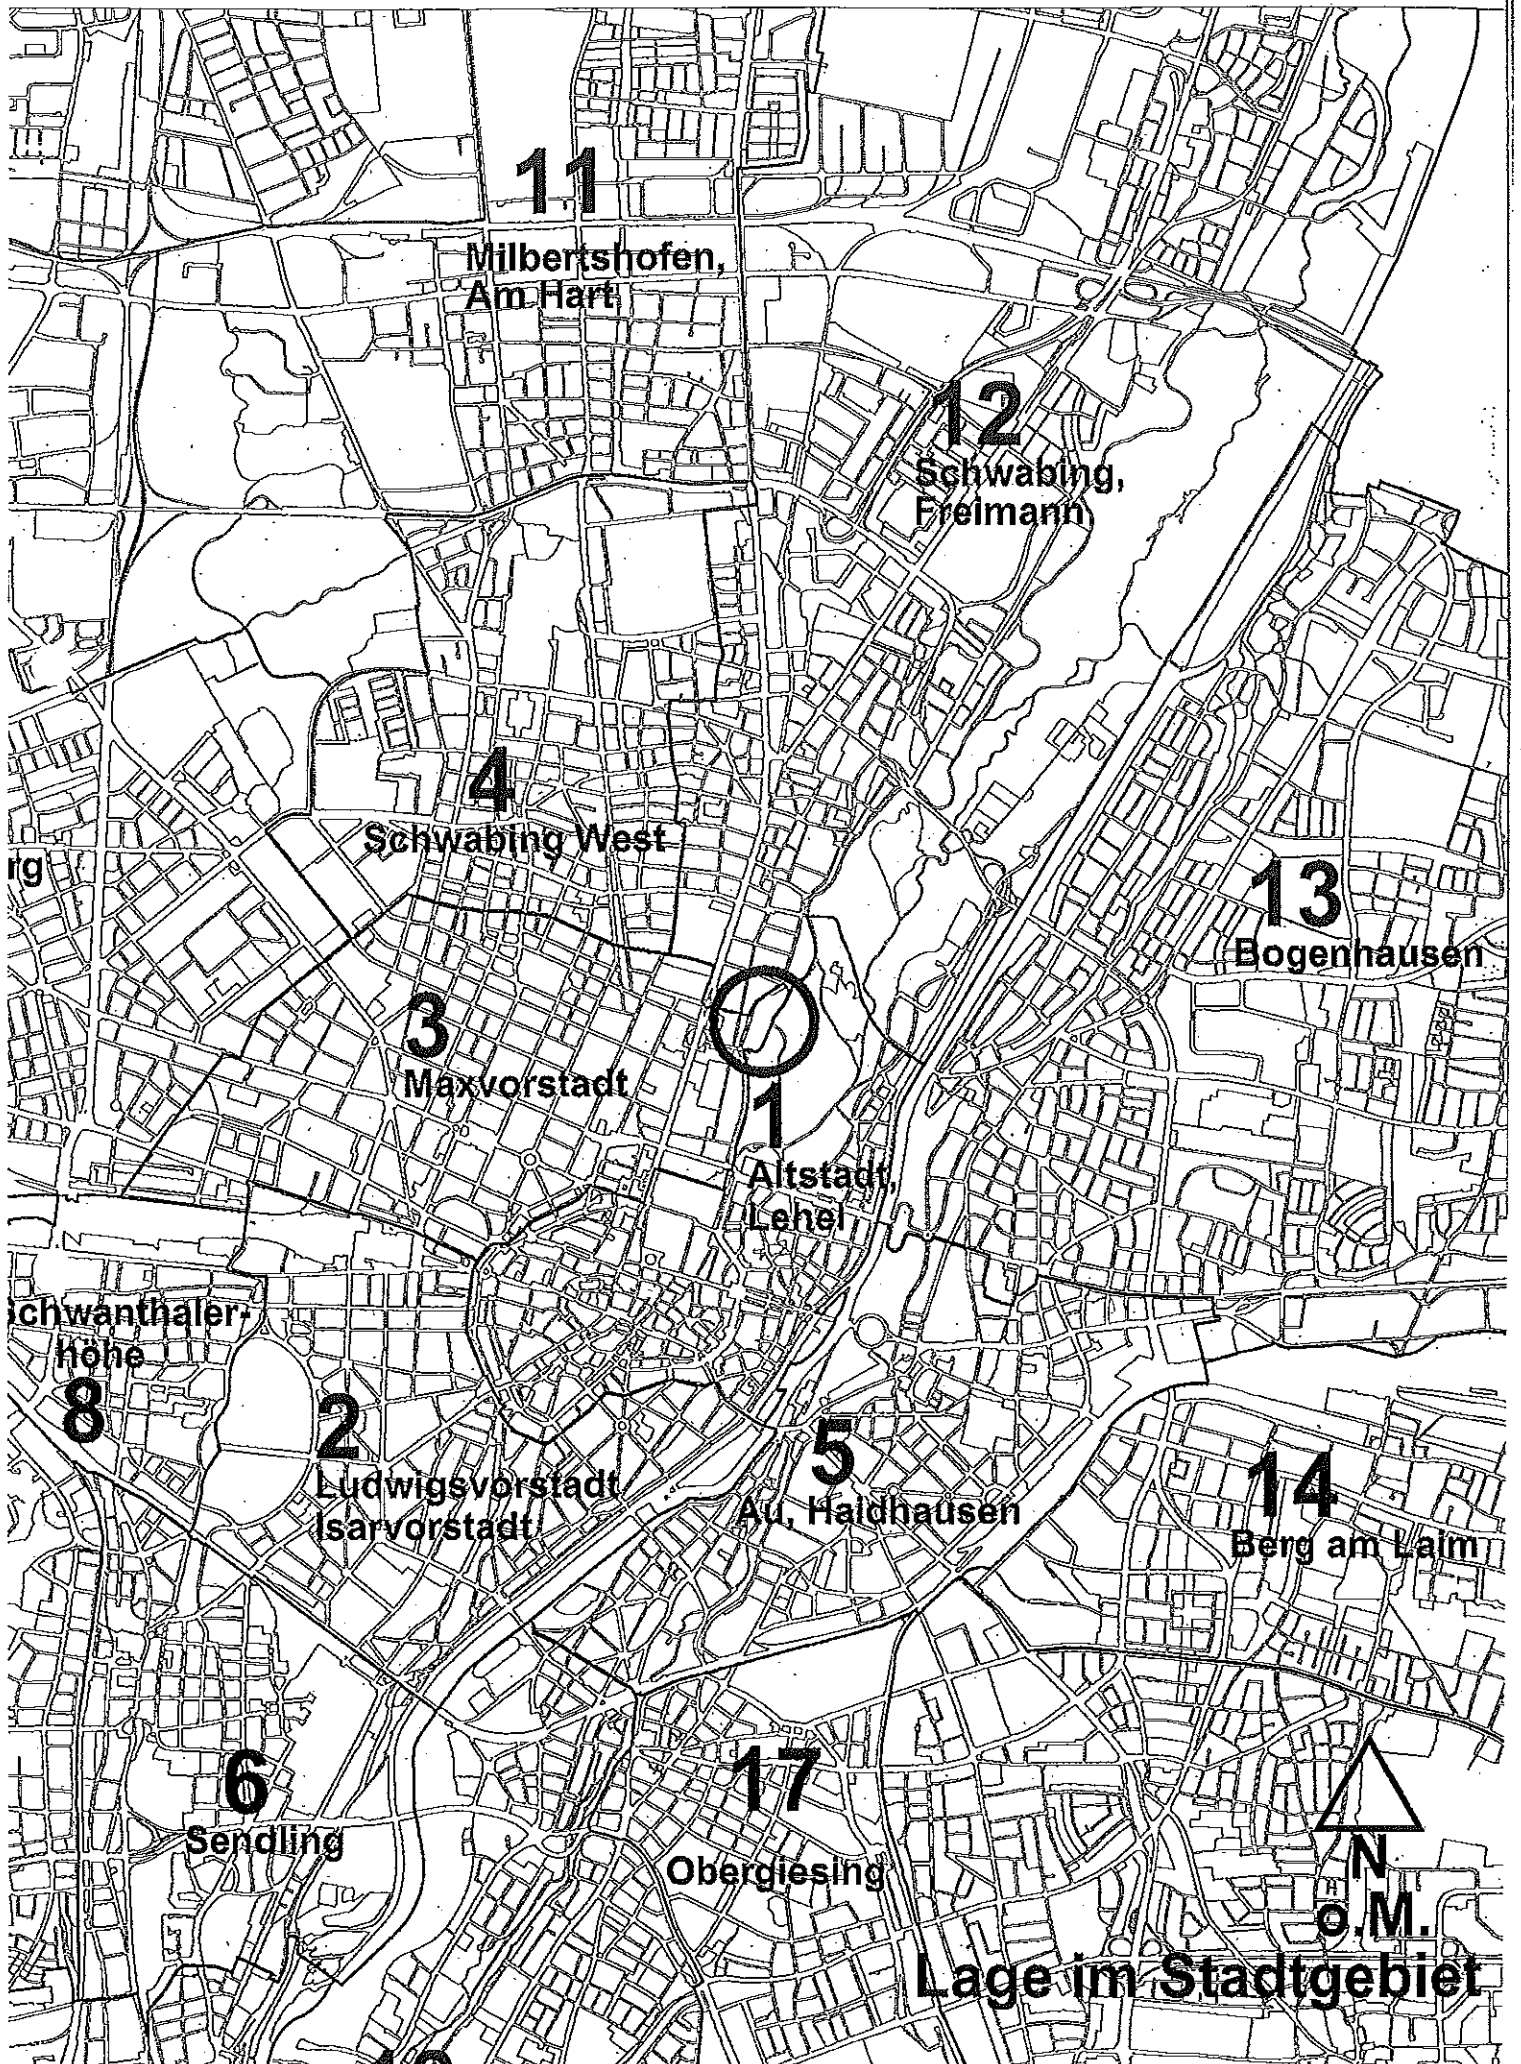 11
Milbertshofen,
Am Hart
12
Schwabing,
Freimann
4
Schwabing West
rg
13
Bogenhausen
3
Maxvorstadt
1
Altstadt,
Lehel
Schwanthaler-
höhe
8
2
Ludwigsvorstadt
Isarvorstadt
5
Au, Haidhausen
14
Berg am Laim
6
Sendling
17
Obergiesing
N
o.M.
Lage im Stadtgebiet